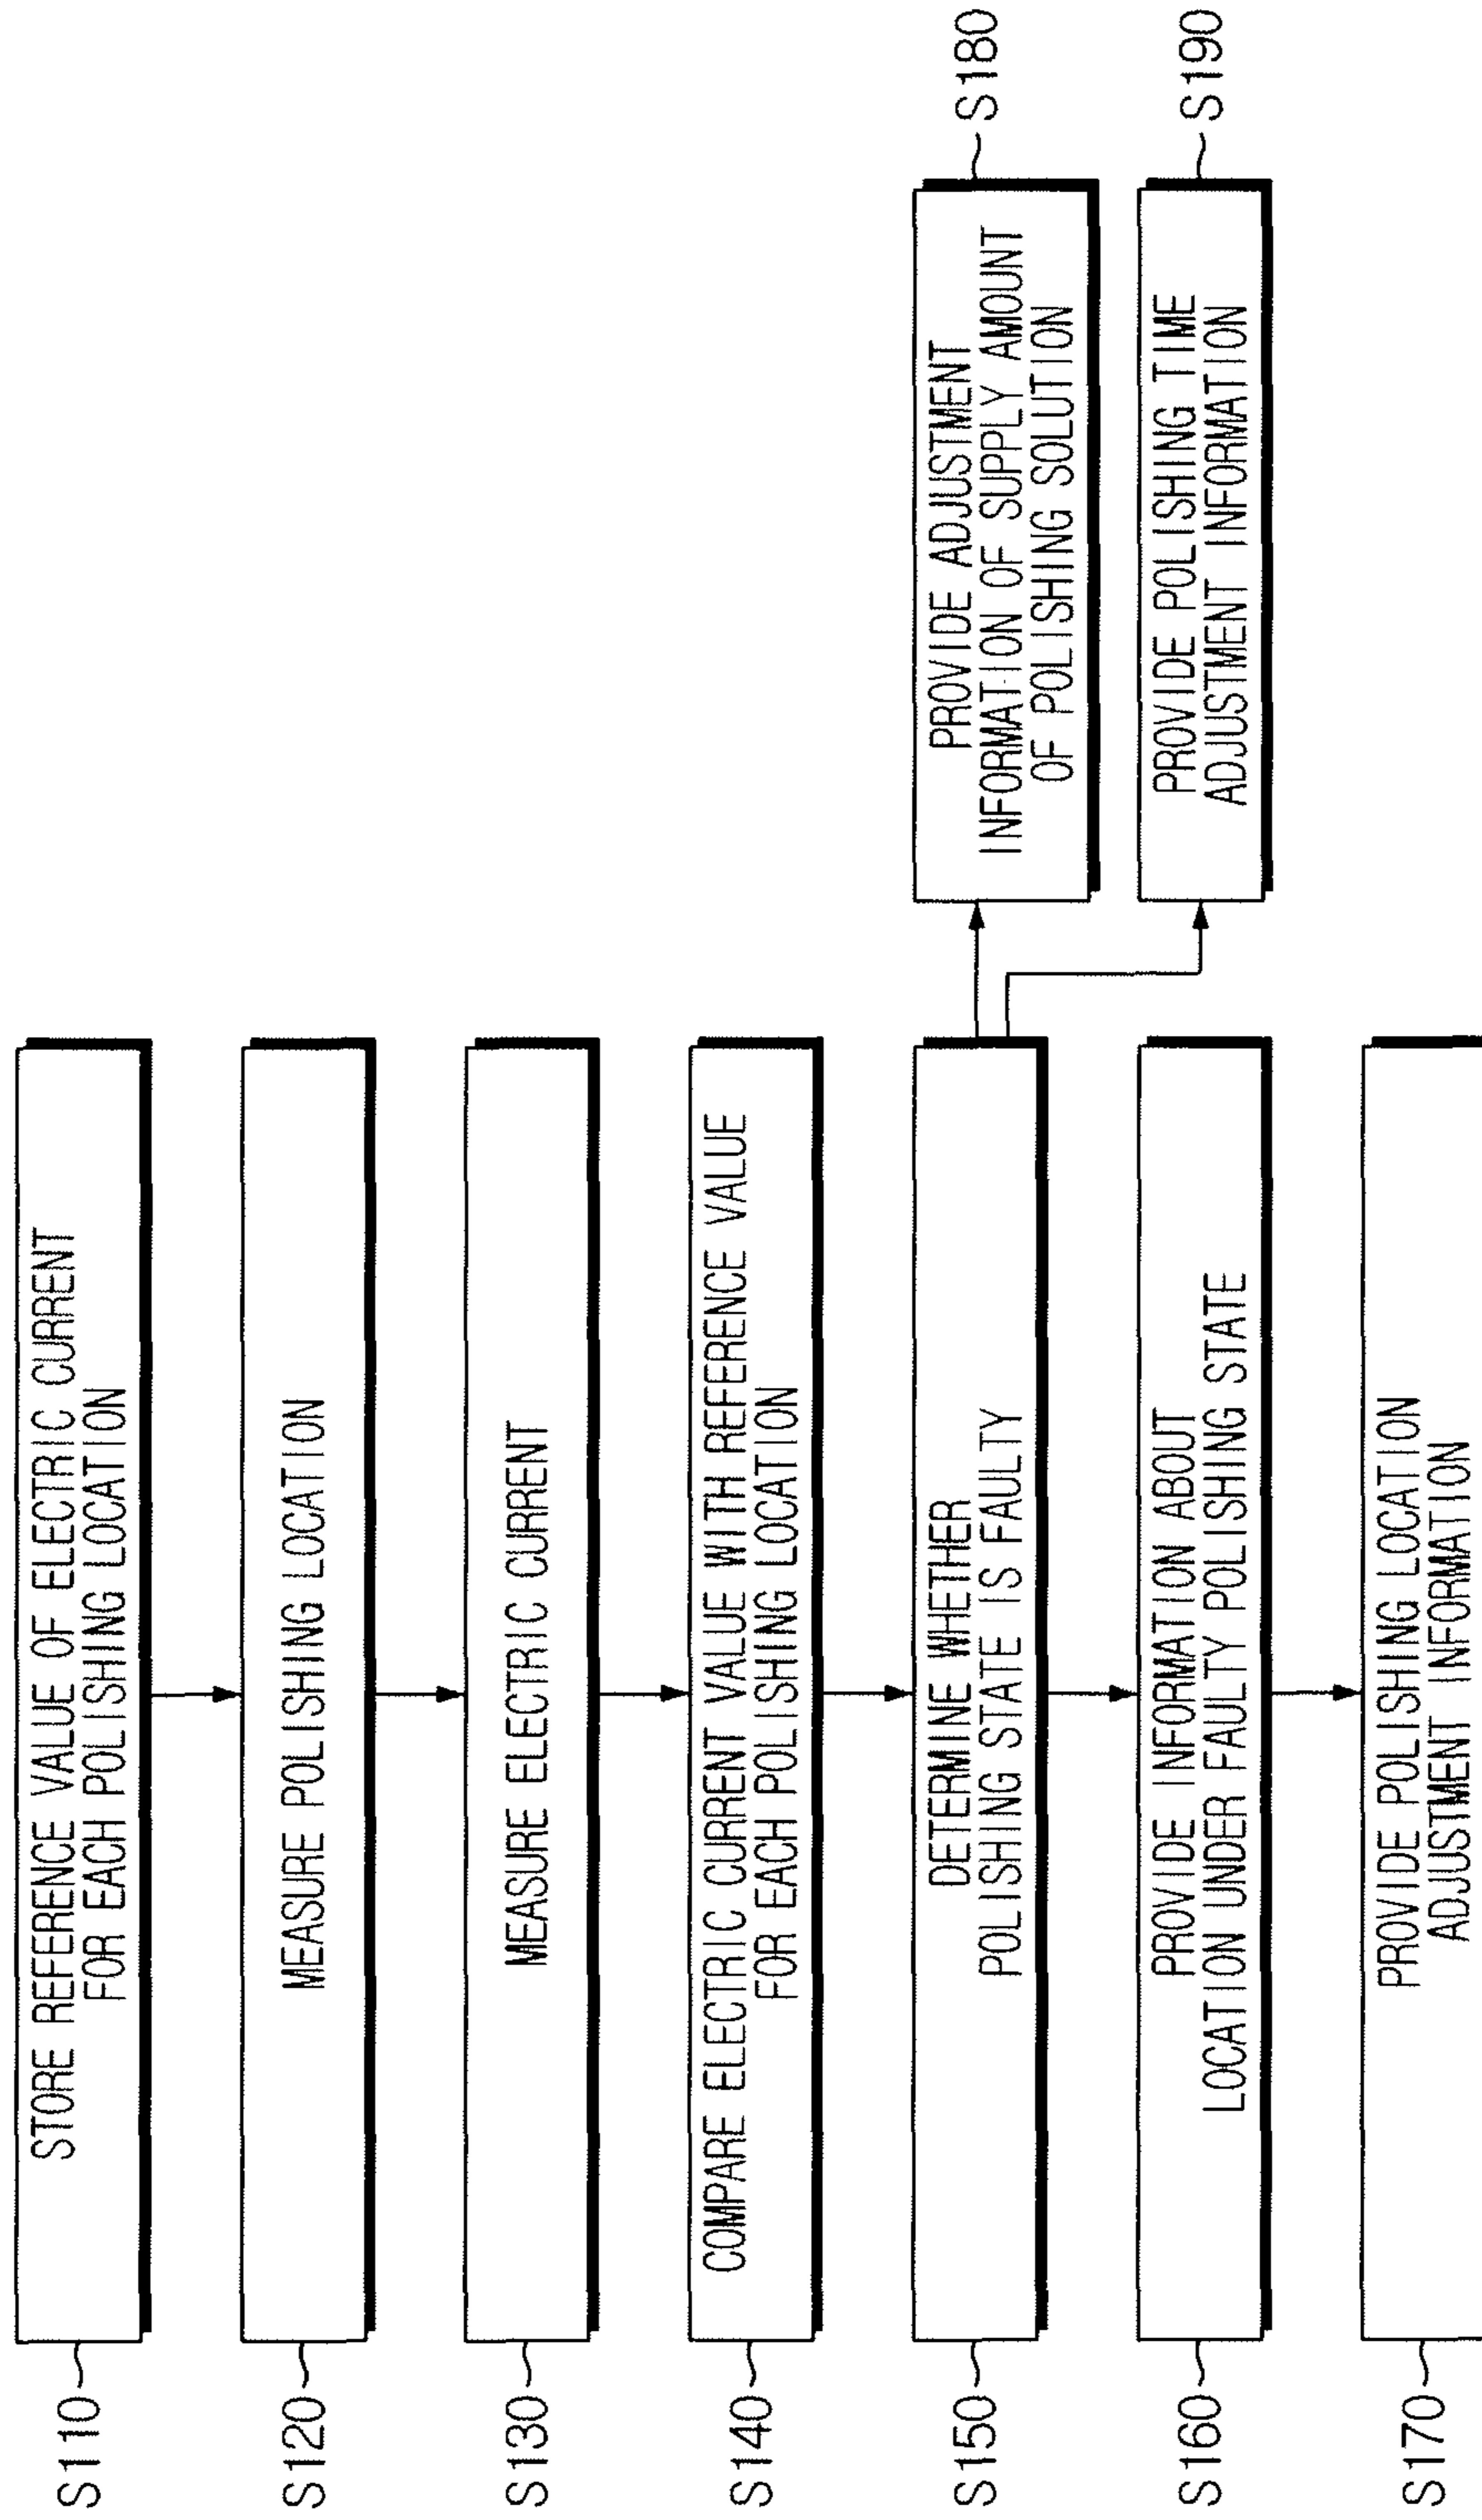 S110
STORE REFERENCE VALUE OF ELECTRIC CURRENT
FOR EACH POLISHING LOCATION
S120
MEASURE POLISHING LOCATION
S130
MEASURE ELECTRIC CURRENT
S140
COMPARE ELECTRIC CURRENT VALUE WITH REFERENCE VALUE
FOR EACH POLISHING LOCATION
S150
DETERMINE WHETHER
POLISHING STATE IS FAULTY
PROVIDE ADJUSTMENT
INFORMATION OF SUPPLY AMOUNT
OF POLISHING SOLUTION
S180
S160
PROVIDE INFORMATION ABOUT
LOCATION UNDER FAULTY POLISHING STATE
PROVIDE POLISHING TIME
ADJUSTMENT INFORMATION
S190
S170
PROVIDE POLISHING LOCATION
ADJUSTMENT INFORMATION